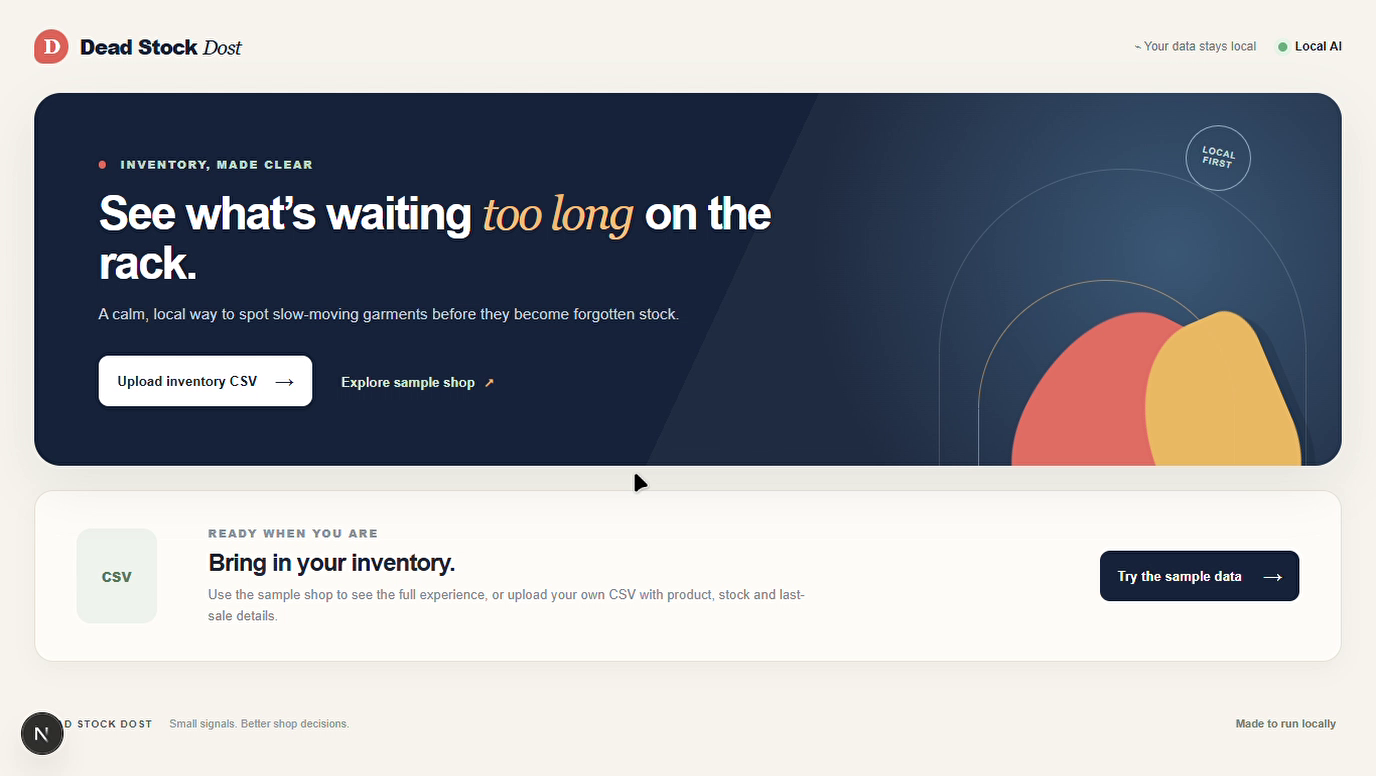 D
Dead Stock Dost
~ Your data stays local
Local AI
INVENTORY, MADE CLEAR
See what’s waiting too long on the
rack.
A calm, local way to spot slow-moving garments before they become forgotten stock.
Upload inventory CSV →
Explore sample shop ↗
LOCAL
FIRST
CSV
READY WHEN YOU ARE
Bring in your inventory.
Use the sample shop to see the full experience, or upload your own CSV with product, stock and last-
sale details.
Try the sample data →
N
D STOCK DOST
Small signals. Better shop decisions.
Made to run locally